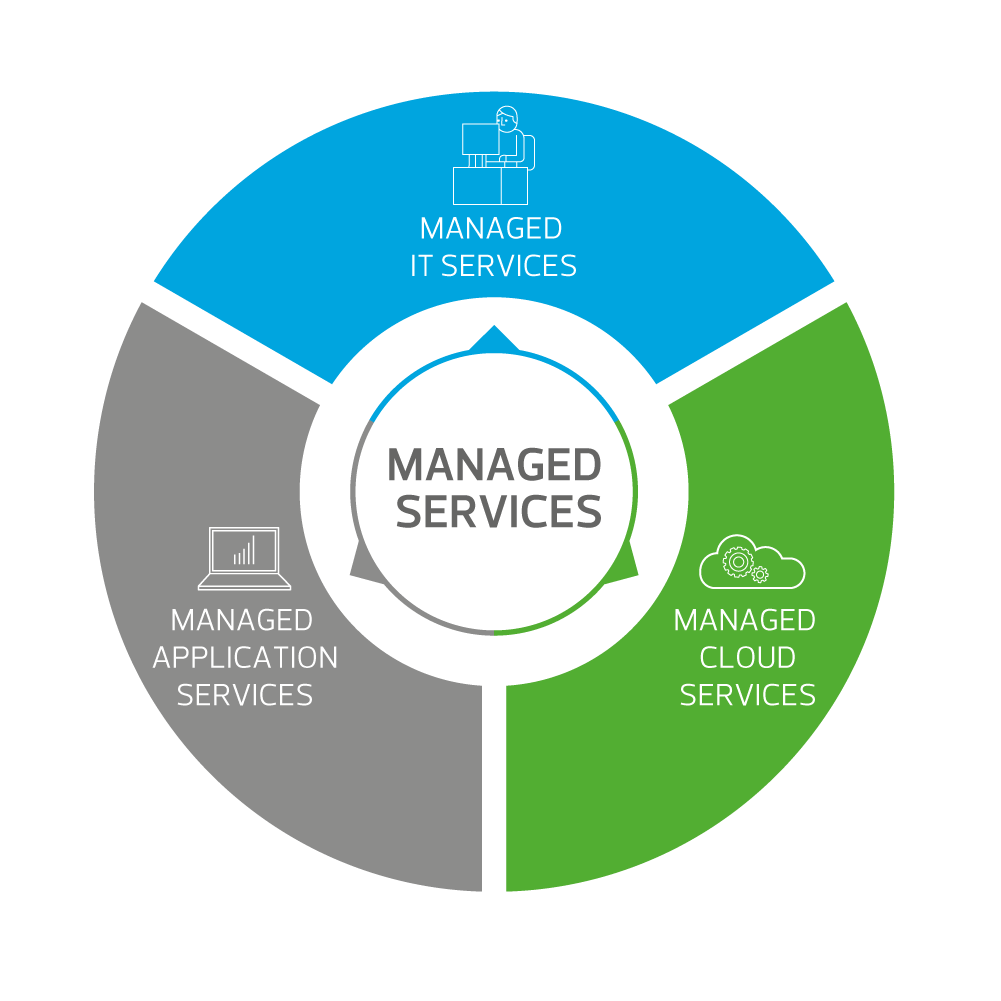 MANAGED
IT SERVICES
MANAGED
SERVICES
MANAGED
APPLICATION
SERVICES
MANAGED
CLOUD
SERVICES